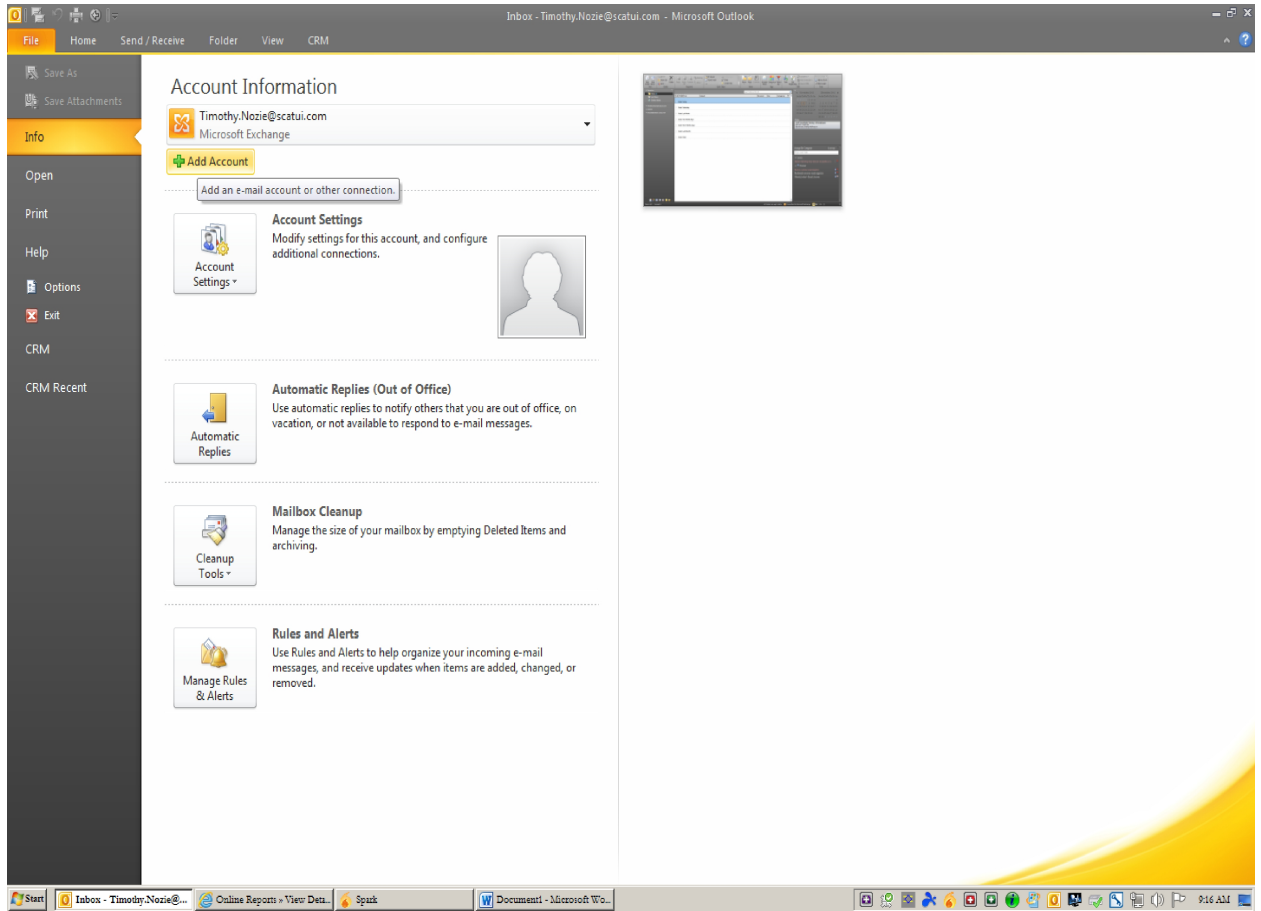 Inbox - Timothy.Nozie@scatui.com - Microsoft Outlook
File Home Send / Receive Folder View CRM
Save As
Save Attachments
Info
Open
Print
Help
Options
Exit
CRM
CRM Recent
Account Information
Timothy.Nozie@scatui.com
Microsoft Exchange
Add Account
Add an e-mail account or other connection.
Account Settings
Account Settings
Modify settings for this account, and configure
additional connections.
Automatic Replies
Automatic Replies (Out of Office)
Use automatic replies to notify others that you are out of office, on
vacation, or not available to respond to e-mail messages.
Cleanup Tools
Mailbox Cleanup
Manage the size of your mailbox by emptying Deleted Items and
archiving.
Manage Rules
& Alerts
Rules and Alerts
Use Rules and Alerts to help organize your incoming e-mail
messages, and receive updates when items are added, changed, or
removed.
Start Inbox - Timothy.Nozie@... Online Reports » View Deta... Spark Document1 - Microsoft Wo... 9:16 AM